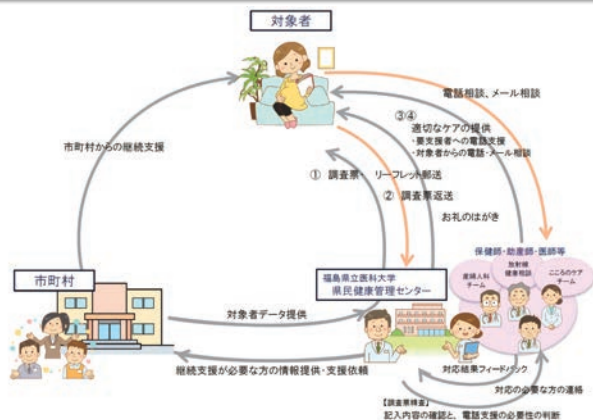 対象者
電話相談、メール相談
③④
適切なケアの提供
・要支援者への電話支援
・対象者からの電話・メール相談
市町村からの継続支援
① 調査票・ リーフレット郵送
② 調査票返送
お礼のはがき
保健師・助産師・医師等
放射線
健康相談
産婦人科
チーム
こころのケア
チーム
市町村
福島県立医科大学
県民健康管理センター
対象者データ提供
対応結果フィードバック
継続支援が必要な方の情報提供・支援依頼
対応の必要な方の連絡
【調査票検査】
記入内容の確認と、電話支援の必要性の判断